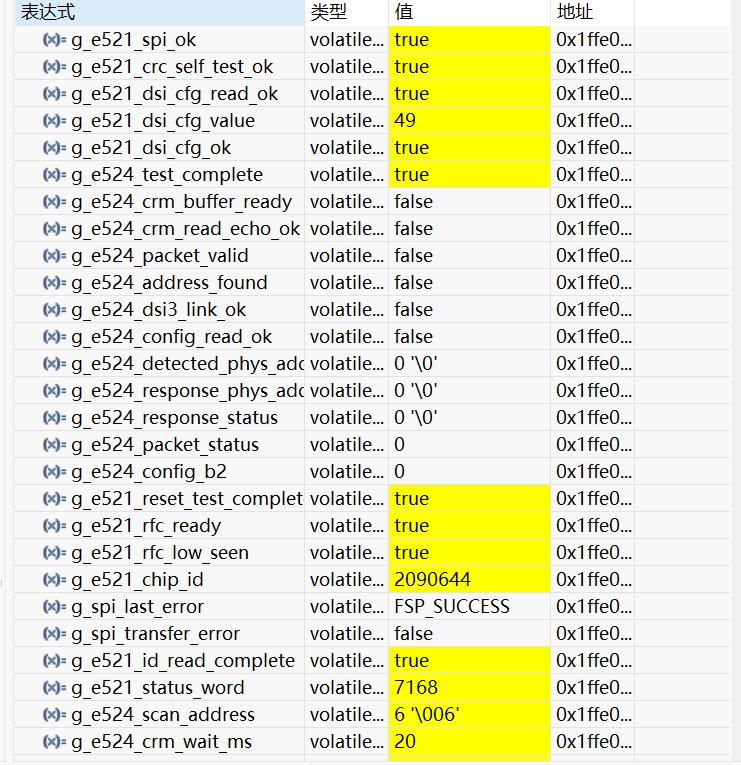 表达式 类型 值 地址
(x)= g_e521_spi_ok volatile... true 0x1ffe0...
(x)= g_e521_crc_self_test_ok volatile... true 0x1ffe0...
(x)= g_e521_dsi_cfg_read_ok volatile... true 0x1ffe0...
(x)= g_e521_dsi_cfg_value volatile... 49 0x1ffe0...
(x)= g_e521_dsi_cfg_ok volatile... true 0x1ffe0...
(x)= g_e524_test_complete volatile... true 0x1ffe0...
(x)= g_e524_crm_buffer_ready volatile... false 0x1ffe0...
(x)= g_e524_crm_read_echo_ok volatile... false 0x1ffe0...
(x)= g_e524_packet_valid volatile... false 0x1ffe0...
(x)= g_e524_address_found volatile... false 0x1ffe0...
(x)= g_e524_dsi3_link_ok volatile... false 0x1ffe0...
(x)= g_e524_config_read_ok volatile... false 0x1ffe0...
(x)= g_e524_detected_phys_adc volatile... 0 '\0' 0x1ffe0...
(x)= g_e524_response_phys_adc volatile... 0 '\0' 0x1ffe0...
(x)= g_e524_response_status volatile... 0 '\0' 0x1ffe0...
(x)= g_e524_packet_status volatile... 0 0x1ffe0...
(x)= g_e524_config_b2 volatile... 0 0x1ffe0...
(x)= g_e521_reset_test_complet volatile... true 0x1ffe0...
(x)= g_e521_rfc_ready volatile... true 0x1ffe0...
(x)= g_e521_rfc_low_seen volatile... true 0x1ffe0...
(x)= g_e521_chip_id volatile... 2090644 0x1ffe0...
(x)= g_spi_last_error volatile... FSP_SUCCESS 0x1ffe0...
(x)= g_spi_transfer_error volatile... false 0x1ffe0...
(x)= g_e521_id_read_complete volatile... true 0x1ffe0...
(x)= g_e521_status_word volatile... 7168 0x1ffe0...
(x)= g_e524_scan_address volatile... 6 '\006' 0x1ffe0...
(x)= g_e524_crm_wait_ms volatile... 20 0x1ffe0...